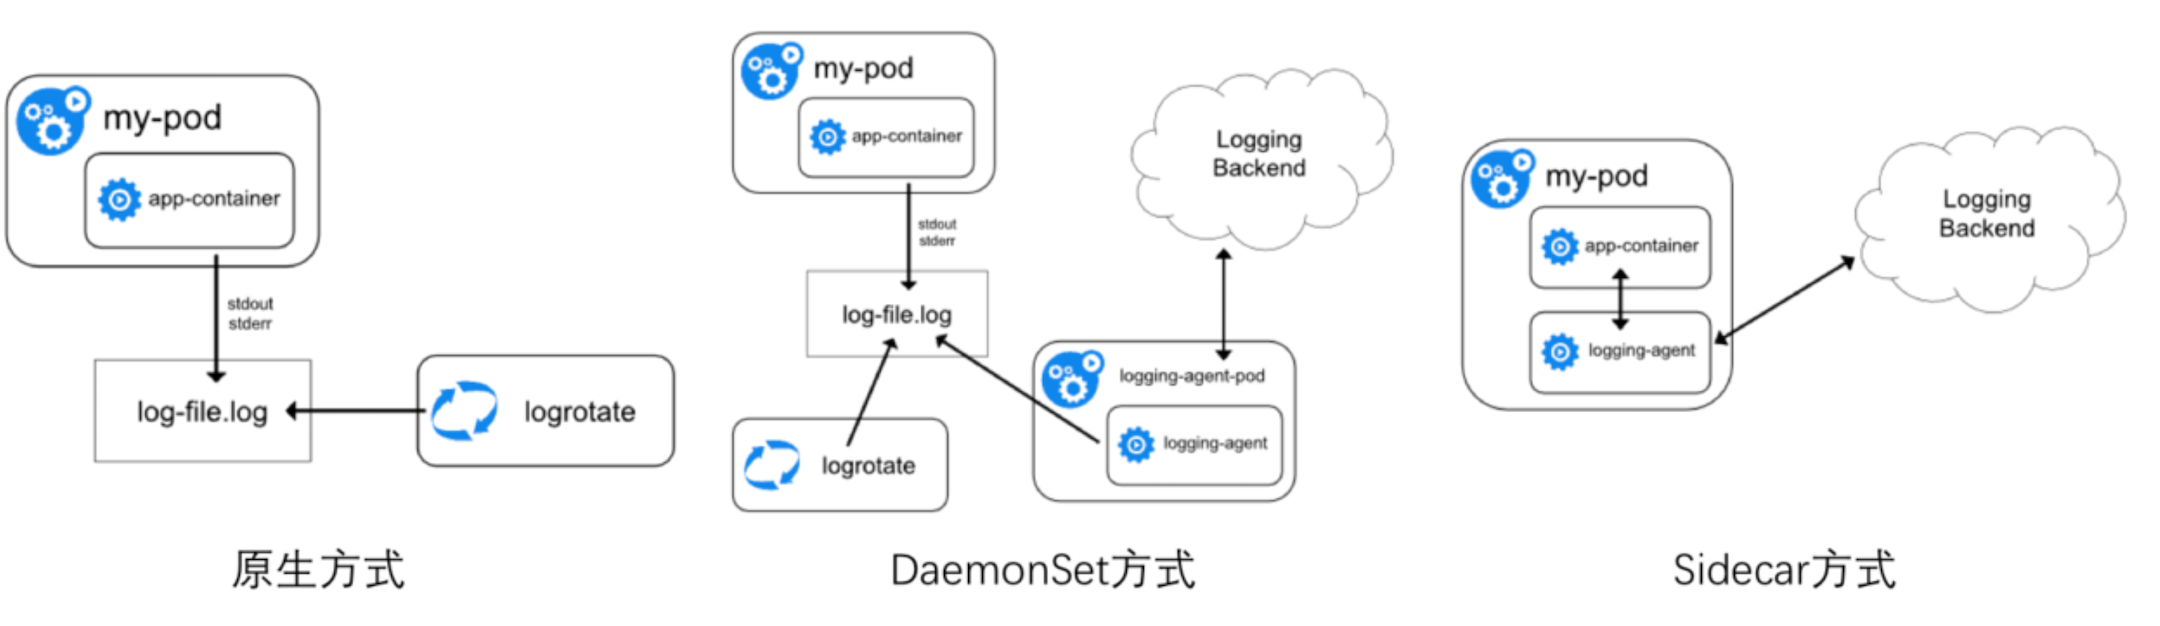 my-pod
app-container
stdout
stderr
log-file.log
logrotate
原生方式
my-pod
app-container
stdout
stderr
log-file.log
logrotate
Logging
Backend
logging-agent-pod
logging-agent
DaemonSet方式
my-pod
app-container
logging-agent
Logging
Backend
Sidecar方式